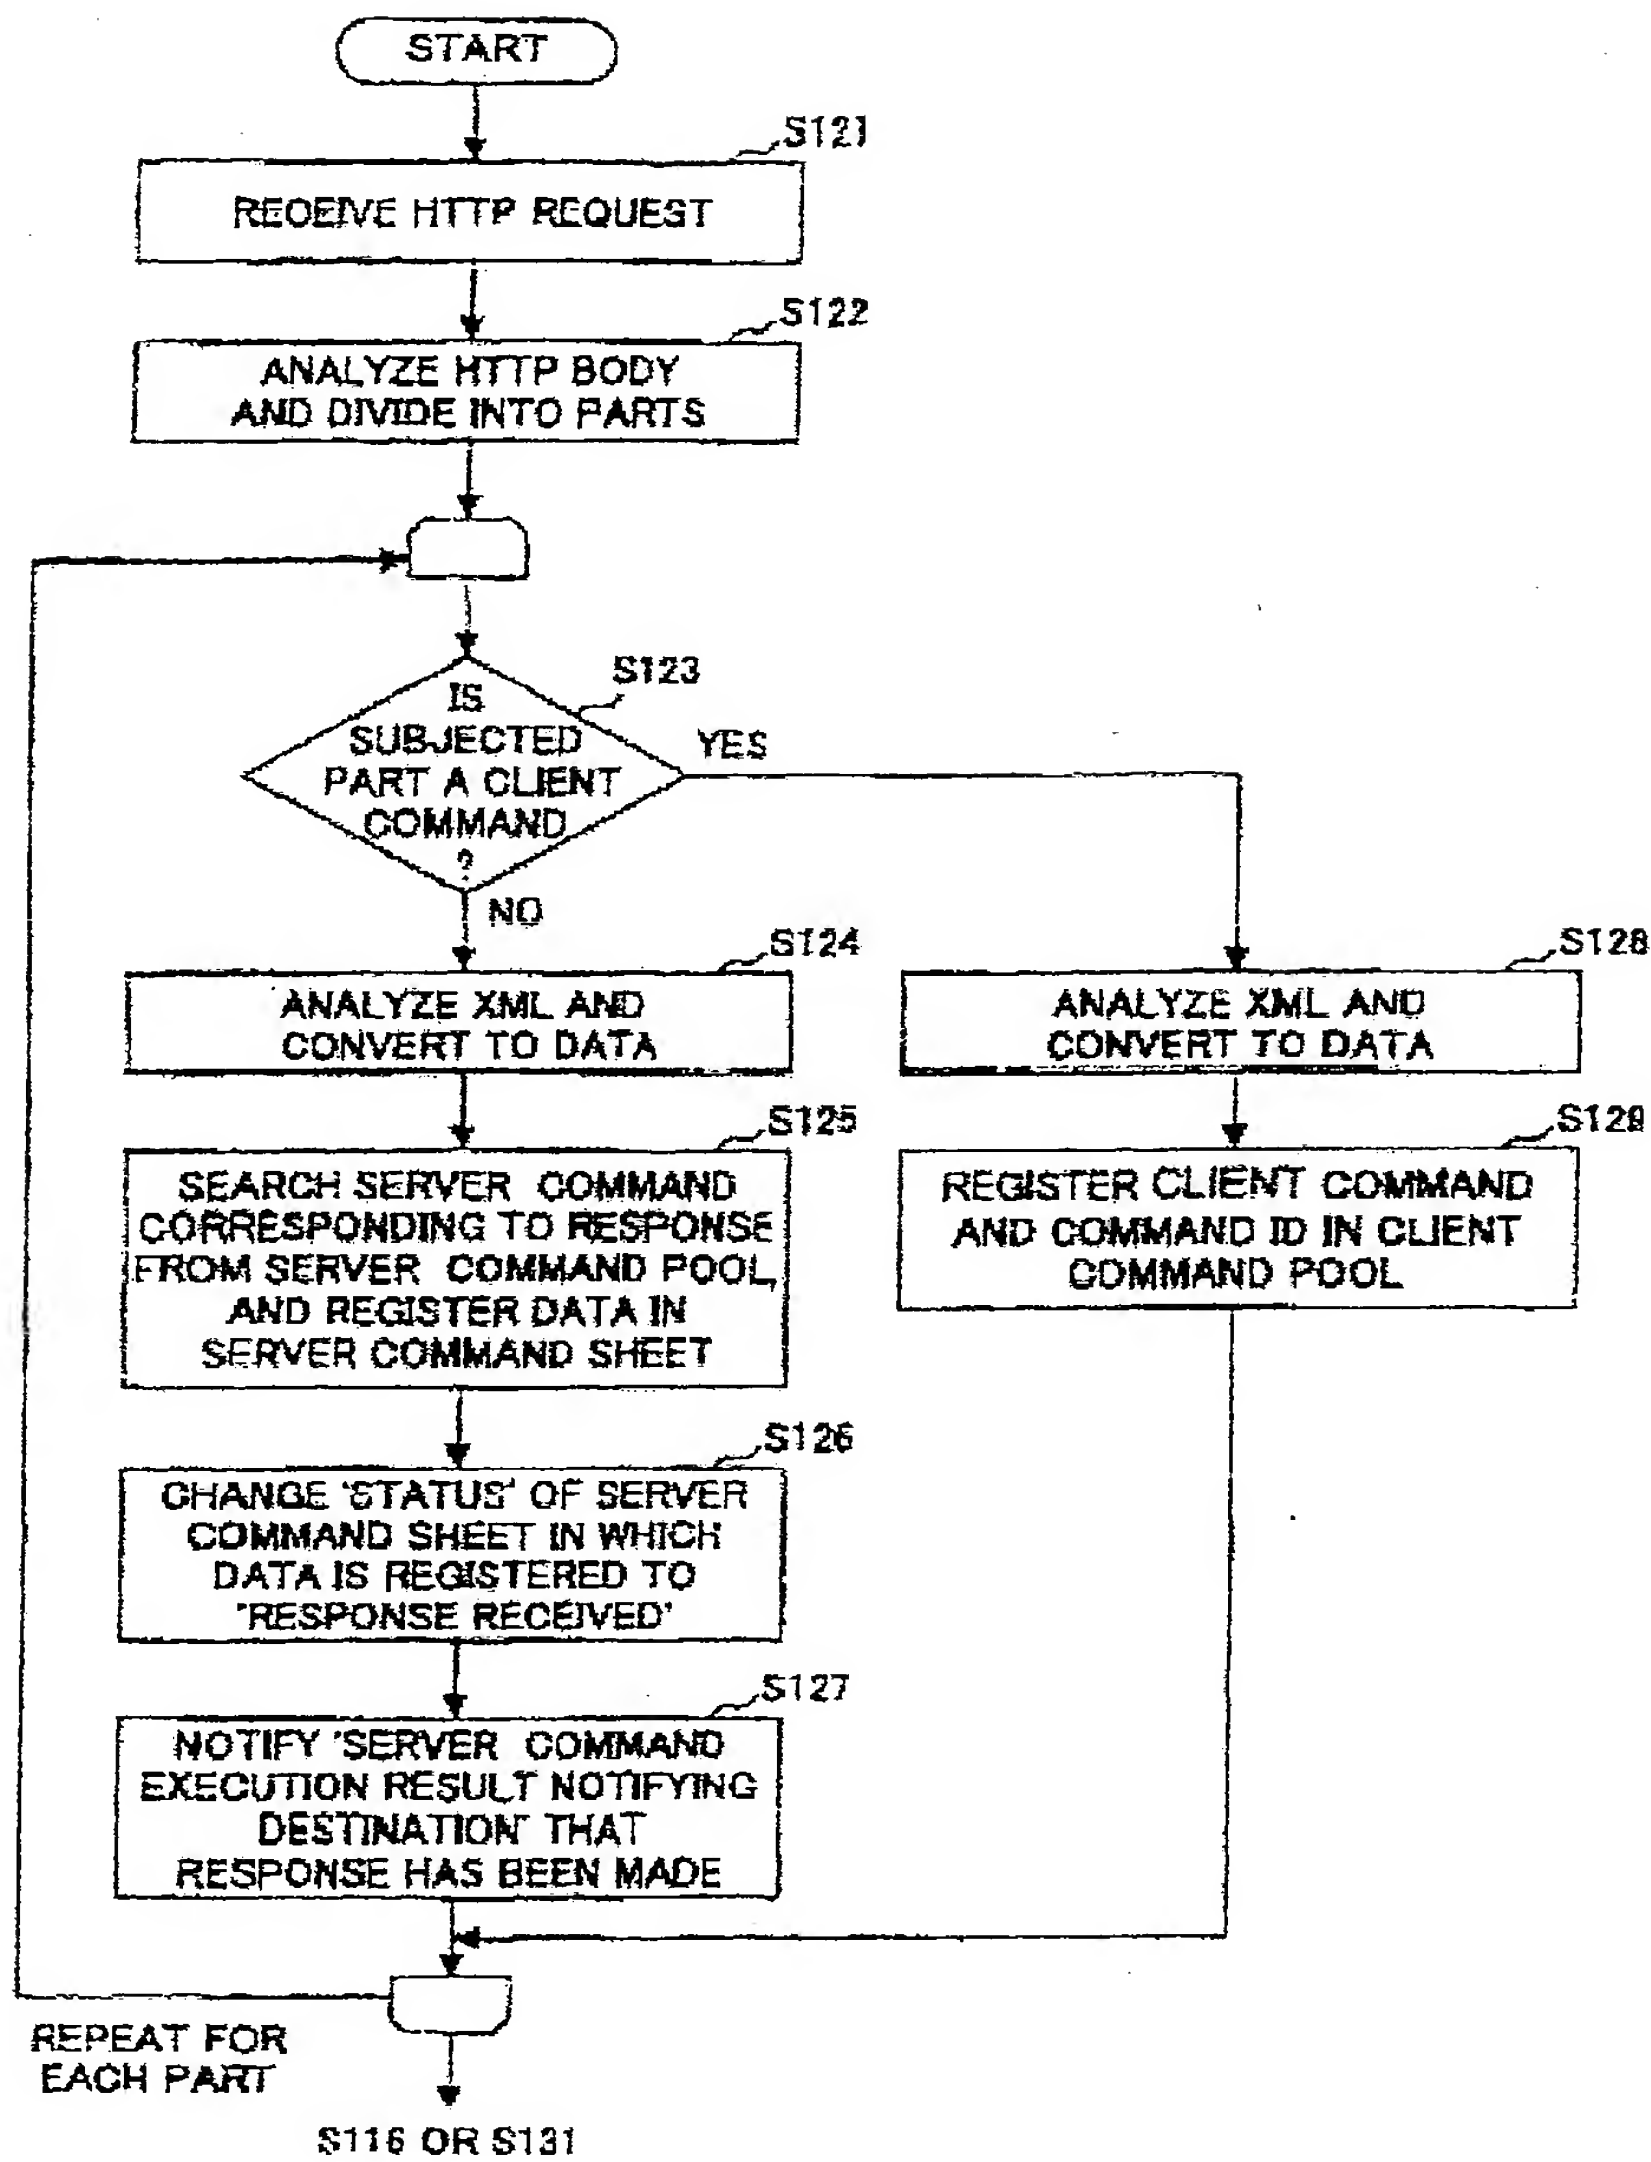 START
S121
RECEIVE HTTP REQUEST
S122
ANALYZE HTTP BODY
AND DIVIDE INTO PARTS
S123
IS
SUBJECTED
PART A CLIENT
COMMAND
?
YES
NO
S124
ANALYZE XML AND
CONVERT TO DATA
S128
ANALYZE XML AND
CONVERT TO DATA
S125
SEARCH SERVER COMMAND
CORRESPONDING TO RESPONSE
FROM SERVER COMMAND POOL,
AND REGISTER DATA IN
SERVER COMMAND SHEET
S129
REGISTER CLIENT COMMAND
AND COMMAND ID IN CLIENT
COMMAND POOL
S126
CHANGE 'STATUS' OF SERVER
COMMAND SHEET IN WHICH
DATA IS REGISTERED TO
'RESPONSE RECEIVED'
S127
NOTIFY 'SERVER COMMAND
EXECUTION RESULT NOTIFYING
DESTINATION' THAT
RESPONSE HAS BEEN MADE
REPEAT FOR
EACH PART
S116 OR S131